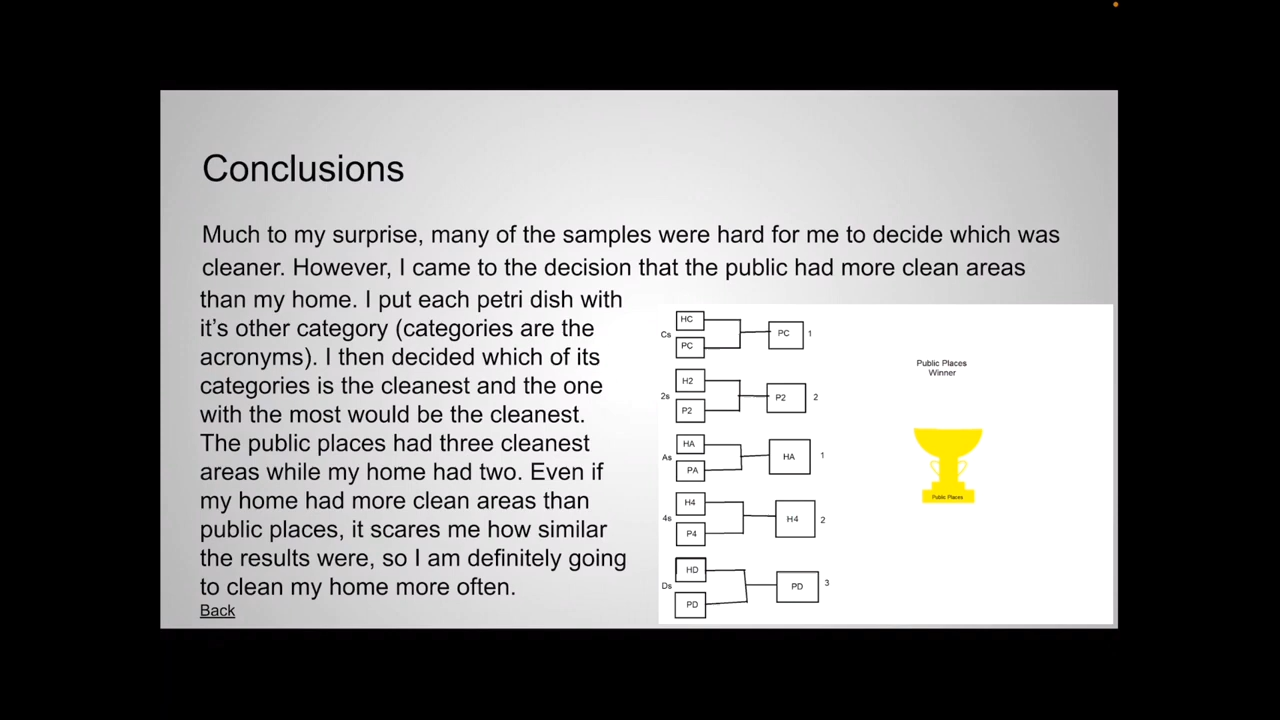 Conclusions
Much to my surprise, many of the samples were hard for me to decide which was
cleaner. However, I came to the decision that the public had more clean areas
than my home. I put each petri dish with
it's other category (categories are the
acronyms). I then decided which of its
categories is the cleanest and the one
with the most would be the cleanest.
The public places had three cleanest
areas while my home had two. Even if
my home had more clean areas than
public places, it scares me how similar
the results were, so I am definitely going
to clean my home more often.
Back
HC
Cs
PC
PC
1
H2
2s
P2
P2
2
HA
As
PA
HA
1
H4
4s
P4
H4
2
HD
Ds
PD
PD
3
Public Places
Winner
Public Places